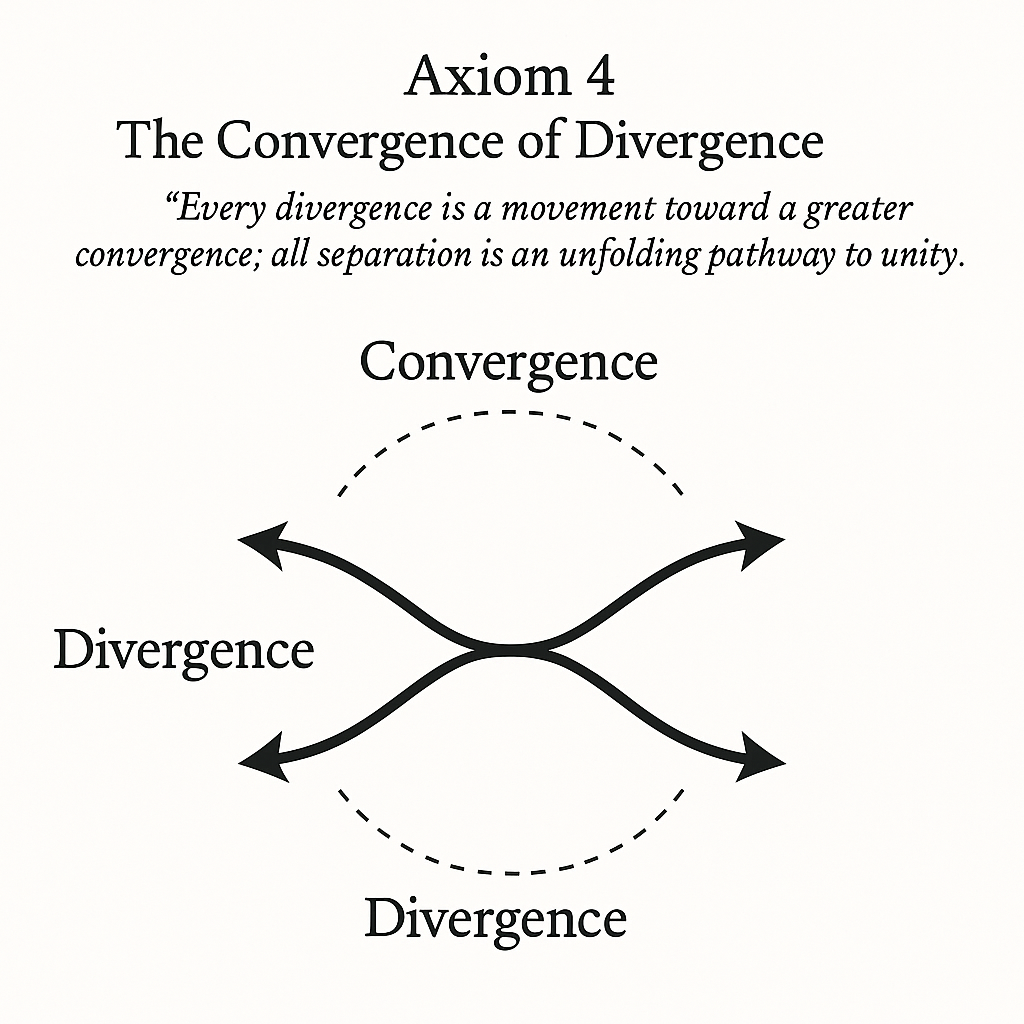 Axiom 4
The Convergence of Divergence
“Every divergence is a movement toward a greater
convergence; all separation is an unfolding pathway to unity.
Convergence
Divergence
Divergence